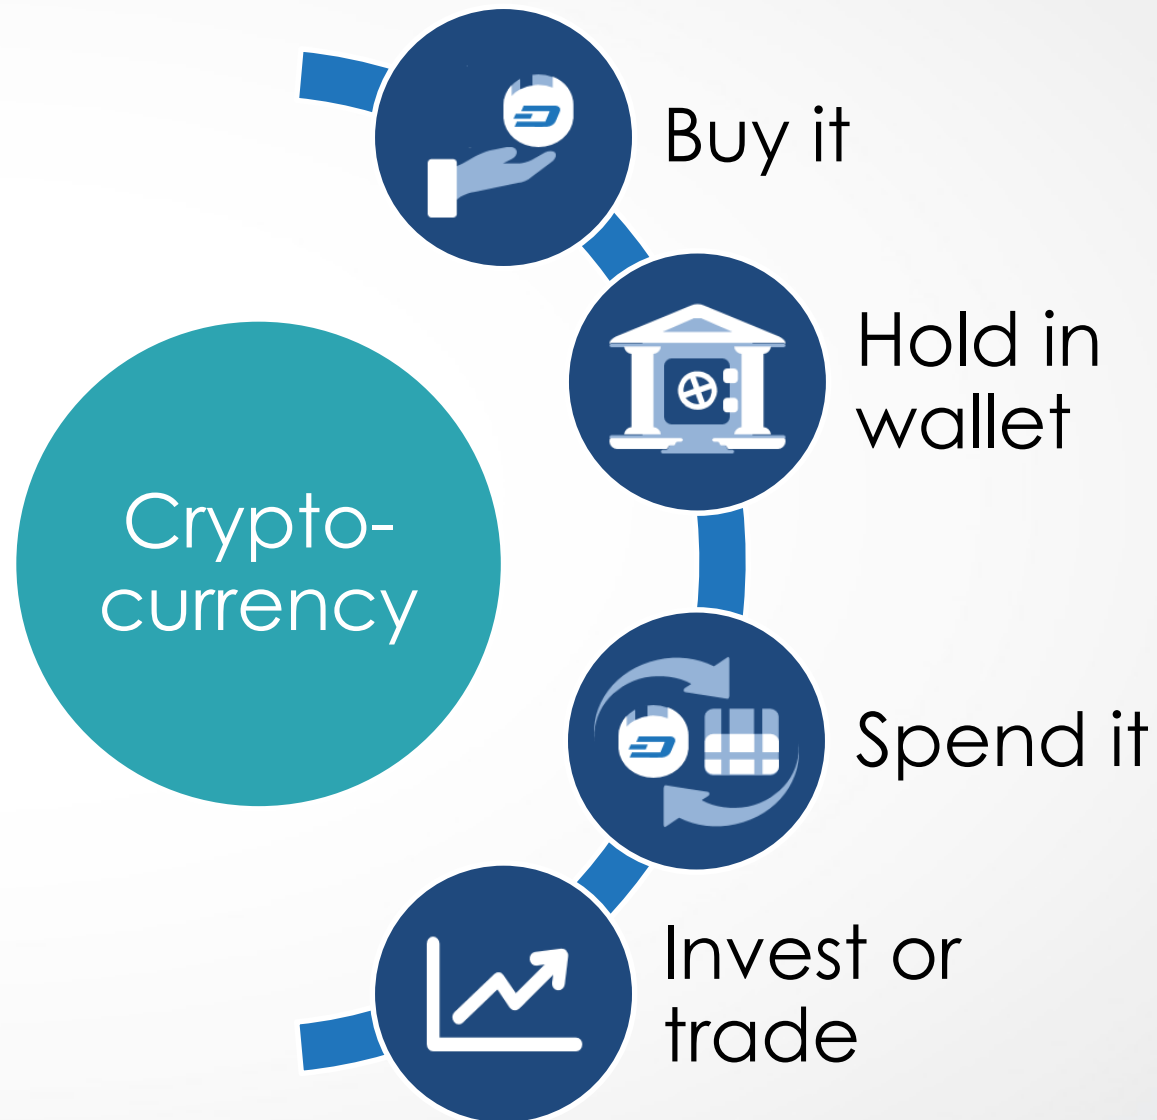 Buy it
Hold in
wallet
Crypto-
currency
Spend it
Invest or
trade